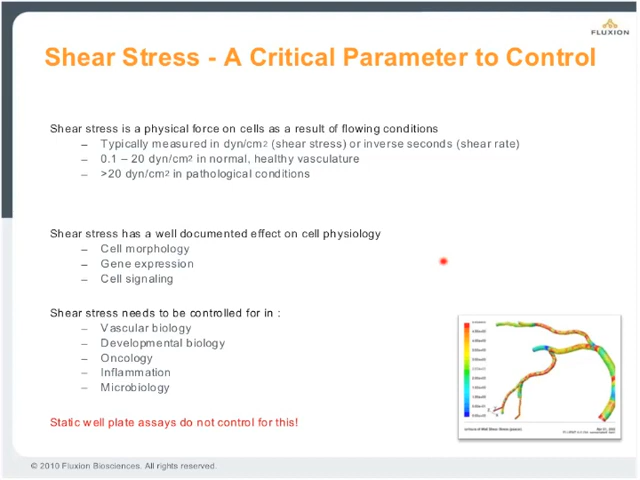 FLUXION
Shear Stress - A Critical Parameter to Control
Shear stress is a physical force on cells as a result of flowing conditions
– Typically measured in dyn/cm2 (shear stress) or inverse seconds (shear rate)
– 0.1 – 20 dyn/cm2 in normal, healthy vasculature
– >20 dyn/cm2 in pathological conditions
Shear stress has a well documented effect on cell physiology
– Cell morphology
– Gene expression
– Cell signaling
Shear stress needs to be controlled for in :
– Vascular biology
– Developmental biology
– Oncology
– Inflammation
– Microbiology
Static well plate assays do not control for this!
© 2010 Fluxion Biosciences. All rights reserved.